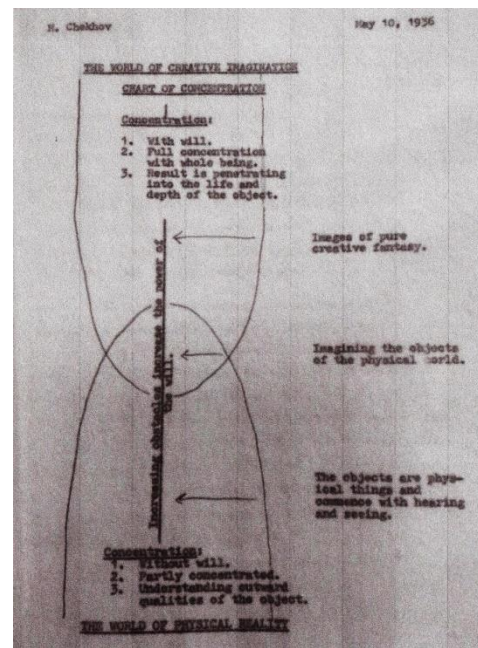 M. Chekhov May 10, 1936
THE WORLD OF CREATIVE IMAGINATION
CHART OF CONCENTRATION
Concentration:
1. With will.
2. Full concentration
with whole being.
3. Result is penetrating
into the life and
depth of the object.
Images of pure
creative fantasy.
Increasing obstacles increase the power of
the will.
Imagining the objects
of the physical world.
The objects are phys-
ical things and
commence with hearing
and seeing.
Concentration:
1. Without will.
2. Partly concentrated.
3. Understanding outward
qualities of the object.
THE WORLD OF PHYSICAL REALITY